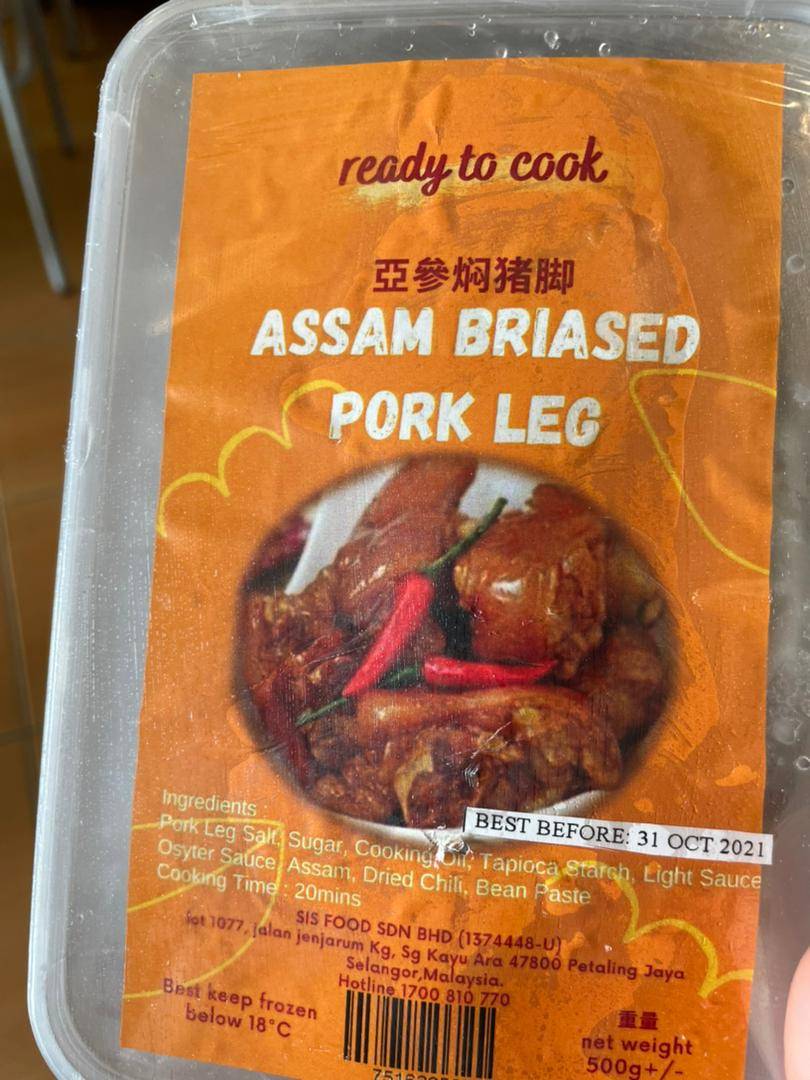 ready to cook
亞參焖猪脚
ASSAM BRIASED
PORK LEG
Ingredients :
Pork Leg Salt, Sugar, Cooking Oil, Tapioca Starch, Light Sauce
Osyter Sauce, Assam, Dried Chili, Bean Paste
Cooking Time : 20mins
BEST BEFORE: 31 OCT 2021
SIS FOOD SDN BHD (1374448-U)
lot 1077, jalan jenjarum Kg, Sg Kayu Ara 47800 Petaling Jaya
Selangor,Malaysia.
Hotline 1700 810 770
Best keep frozen
below 18°C
重量
net weight
500g+/-